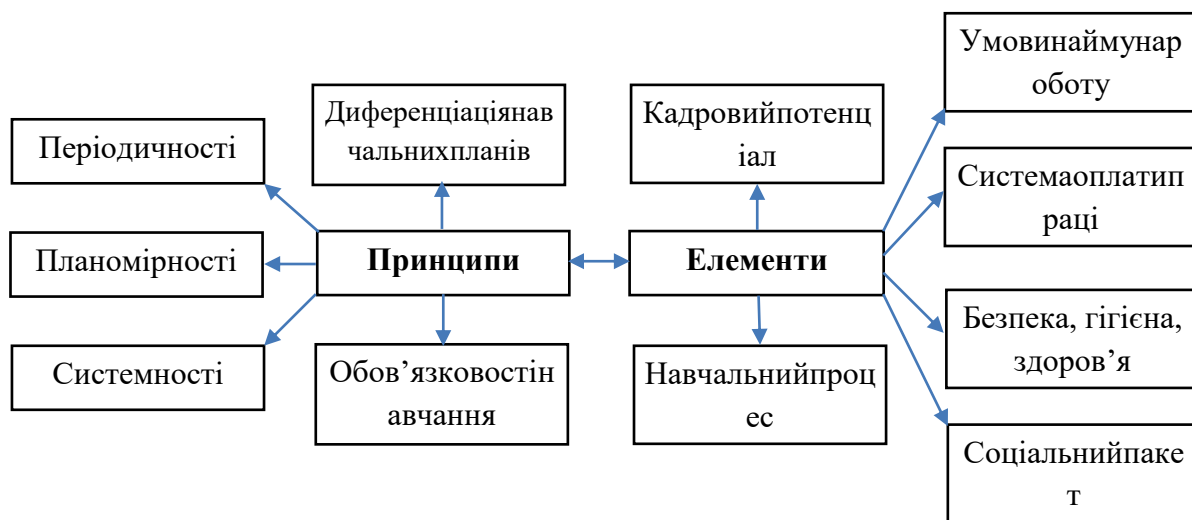 Умовинаймунар
оботу
Диференціаціянав
чальнихпланів
Кадровийпотенц
іал
Періодичності
Системаоплатип
раці
Планомірності
Принципи
Елементи
Безпека, гігієна,
здоров’я
Системності
Обов’язковостін
авчання
Навчальнийпроц
ес
Соціальнийпаке
т